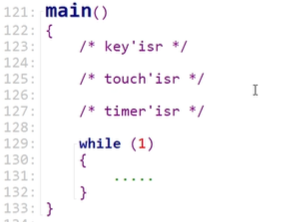 121: main()
122: {
123: /* key'isr */
124:
125: /* touch'isr */
126:
127: /* timer'isr */
128:
129: while (1)
130: {
131: .....
132: }
133: }